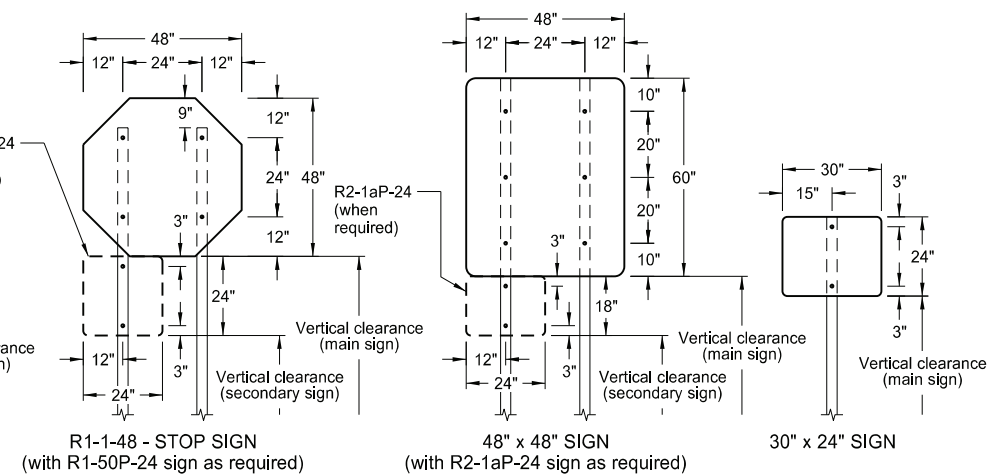 48"
12"
24"
12"
9"
12"
24"
48"
12"
3"
24"
12"
3"
24"
Vertical clearance
(main sign)
Vertical clearance
(secondary sign)
R1-1-48 - STOP SIGN
(with R1-50P-24 sign as required)
48"
12"
24"
12"
10"
20"
60"
20"
10"
R2-1aP-24
(when
required)
3"
18"
12"
3"
24"
Vertical clearance
(main sign)
Vertical clearance
(secondary sign)
48" x 48" SIGN
(with R2-1aP-24 sign as required)
30"
15"
3"
24"
3"
Vertical clearance
(main sign)
30" x 24" SIGN